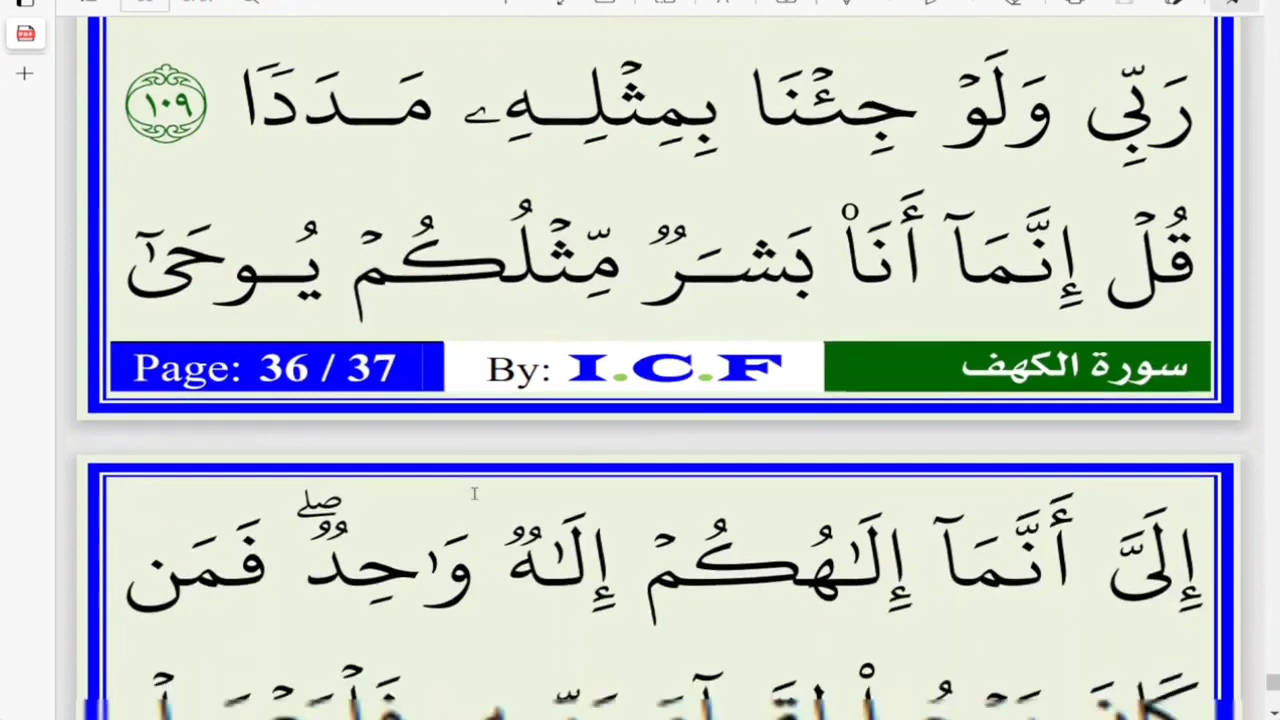 رَبِّي وَلَوۡ جِئۡنَا بِمِثۡلِهِۦ مَدَدٗا ١٠٩
قُلۡ إِنَّمَآ أَنَا۠ بَشَرٞ مِّثۡلُكُمۡ يُوحَىٰٓ
Page: 36 / 37 By: I.C.F سورة الكهف
إِلَيَّ أَنَّمَآ إِلَٰهُكُمۡ إِلَٰهٞ وَٰحِدٞۖ فَمَن